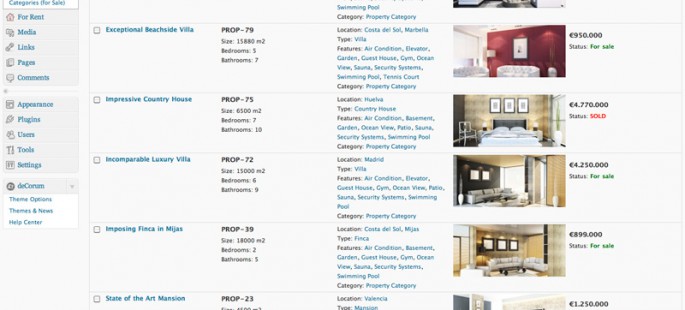 Categories (for Sale)
For Rent
Media
Links
Pages
Comments
Appearance
Plugins
Users
Tools
Settings
deCorum
Theme Options
Themes & News
Help Center
Swimming Pool
Category: Property Category
Exceptional Beachside Villa
PROP-79
Size: 15880 m2
Bedrooms: 5
Bathrooms: 7
Location: Costa del Sol, Marbella
Type: Villa
Features: Air Condition, Elevator,
Garden, Guest House, Gym, Ocean
View, Sauna, Security Systems,
Swimming Pool, Tennis Court
Category: Property Category
€950.000
Status: For sale
Impressive Country House
PROP-75
Size: 6500 m2
Bedrooms: 7
Bathrooms: 10
Location: Huelva
Type: Country House
Features: Air Condition, Basement,
Garden, Ocean View, Patio, Sauna,
Security Systems, Swimming Pool
Category: Property Category
€4.770.000
Status: SOLD
Incomparable Luxury Villa
PROP-72
Size: 15000 m2
Bedrooms: 6
Bathrooms: 9
Location: Madrid
Type: Villa
Features: Air Condition, Elevator,
Guest House, Gym, Ocean View, Patio,
Sauna, Security Systems, Swimming
Pool
Category: Property Category
€4.250.000
Status: For sale
Imposing Finca in Mijas
PROP-39
Size: 18000 m2
Bedrooms: 2
Bathrooms: 5
Location: Costa del Sol, Mijas
Type: Finca
Features: Air Condition, Basement,
Garden, Guest House, Gym, Ocean
View, Sauna, Security Systems,
Swimming Pool
Category: Property Category
€899.000
Status: For sale
State of the Art Mansion
PROP-23
Size: 4500 m2
Location: Valencia
Type: Mansion
€1.250.000